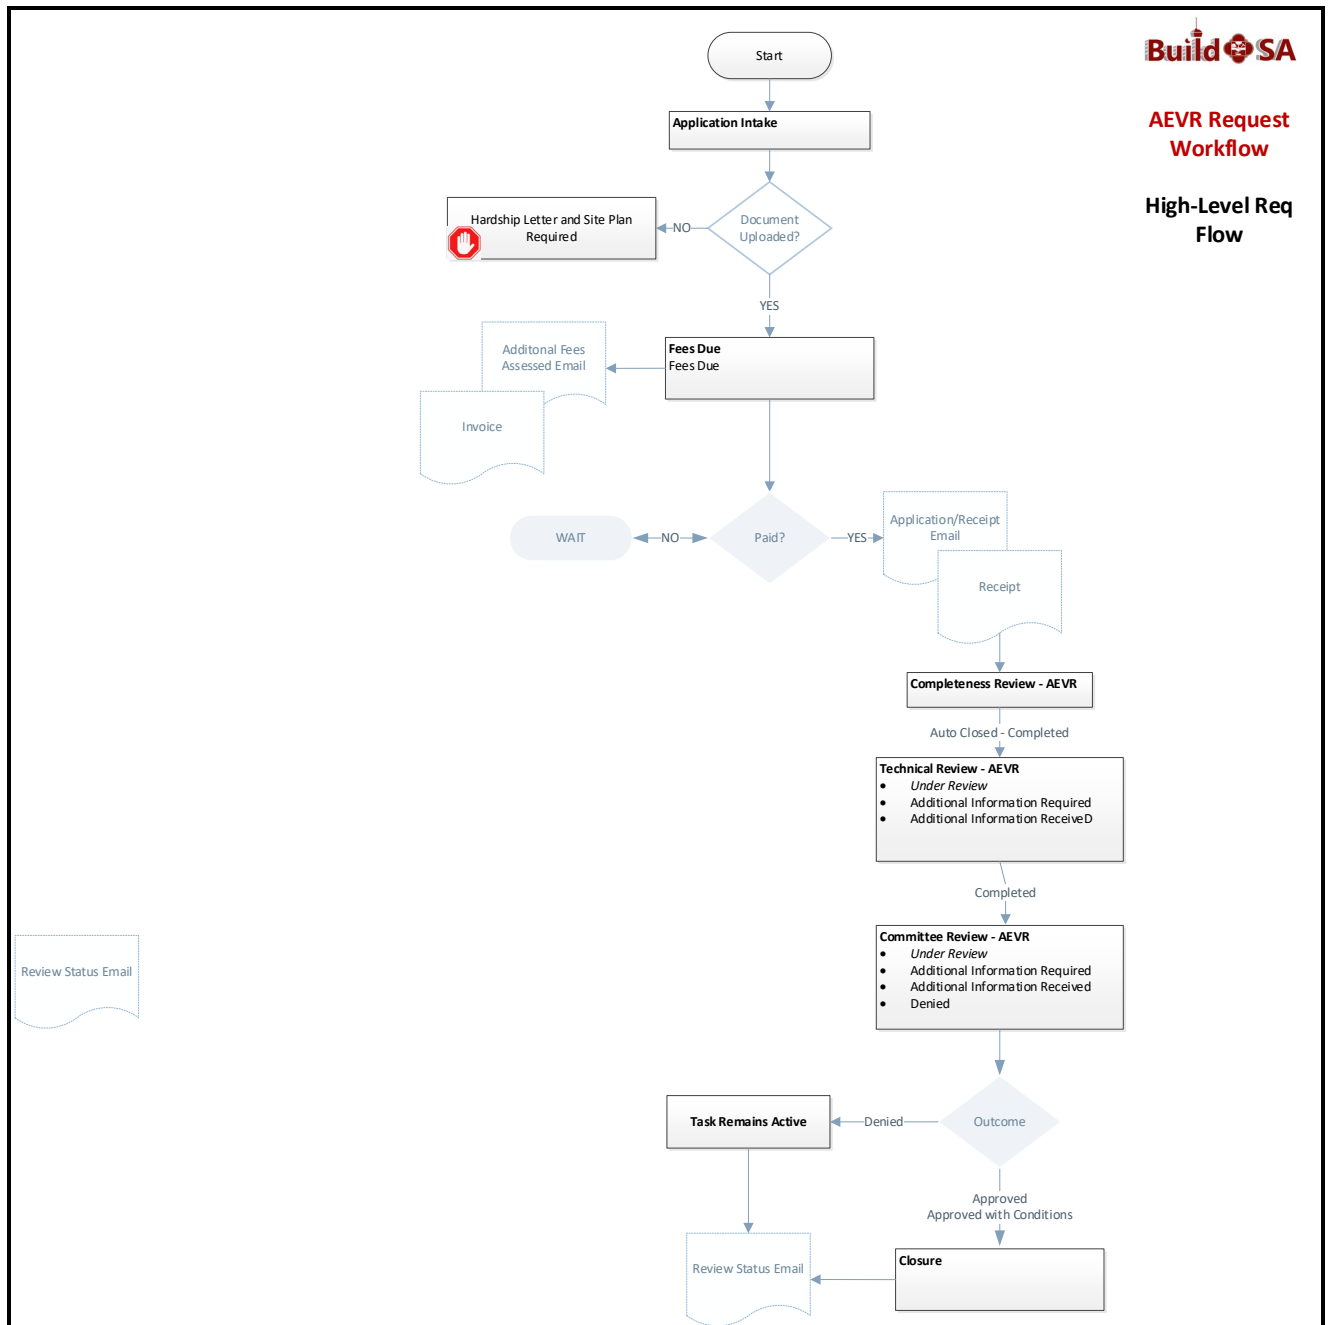 Start
Build SA
AEVR Request
Workflow
High-Level Req
Flow
Application Intake
Document
Uploaded?
NO
Hardship Letter and Site Plan
Required
YES
Fees Due
Fees Due
Additonal Fees
Assessed Email
Invoice
Paid?
NO
WAIT
YES
Application/Receipt
Email
Receipt
Completeness Review - AEVR
Auto Closed - Completed
Technical Review - AEVR
• Under Review
• Additional Information Required
• Additional Information ReceiveD
Completed
Committee Review - AEVR
• Under Review
• Additional Information Required
• Additional Information Received
• Denied
Review Status Email
Outcome
Denied
Task Remains Active
Approved
Approved with Conditions
Closure
Review Status Email